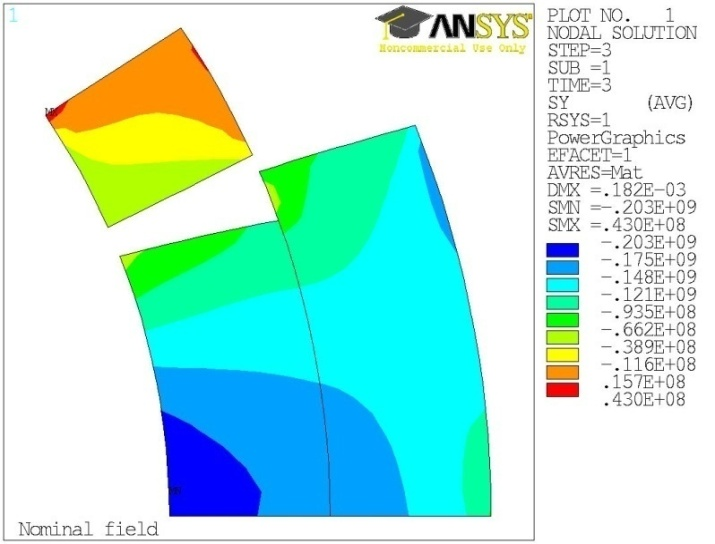 1
ANSYS
Noncommercial Use Only
PLOT NO. 1
NODAL SOLUTION
STEP=3
SUB =1
TIME=3
SY (AVG)
RSYS=1
PowerGraphics
EFACET=1
AVRES=Mat
DMX =.182E-03
SMN =-.203E+09
SMX =.430E+08
-.203E+09
-.175E+09
-.148E+09
-.121E+09
-.935E+08
-.662E+08
-.389E+08
-.116E+08
.157E+08
.430E+08
MX
Nominal field